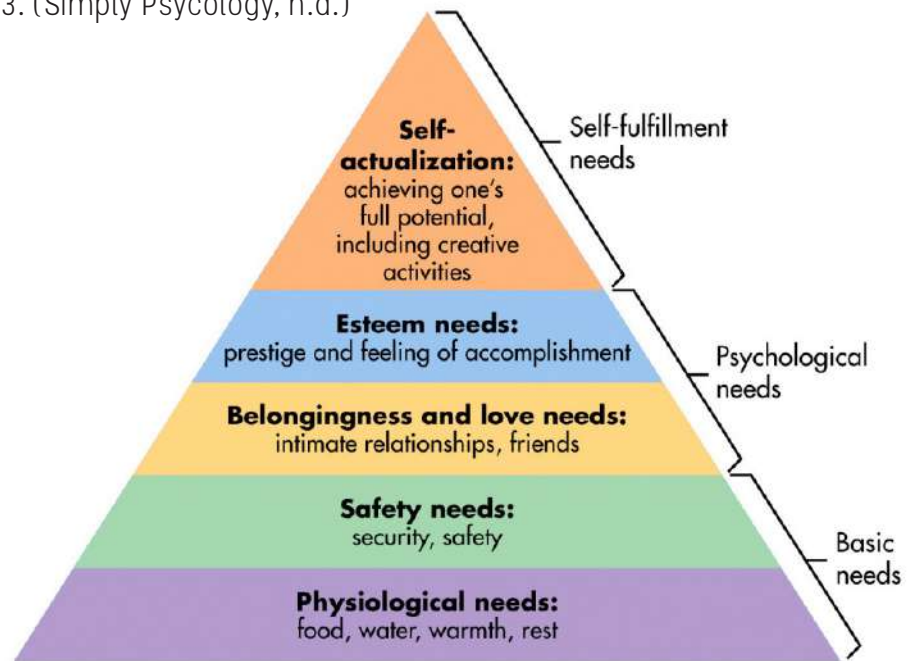 3. (Simply Psycology, n.d.)
Self-
actualization:
achieving one's
full potential,
including creative
activities
Self-fulfillment
needs
Esteem needs:
prestige and feeling of accomplishment
Psychological
needs
Belongingness and love needs:
intimate relationships, friends
Safety needs:
security, safety
Basic
needs
Physiological needs:
food, water, warmth, rest